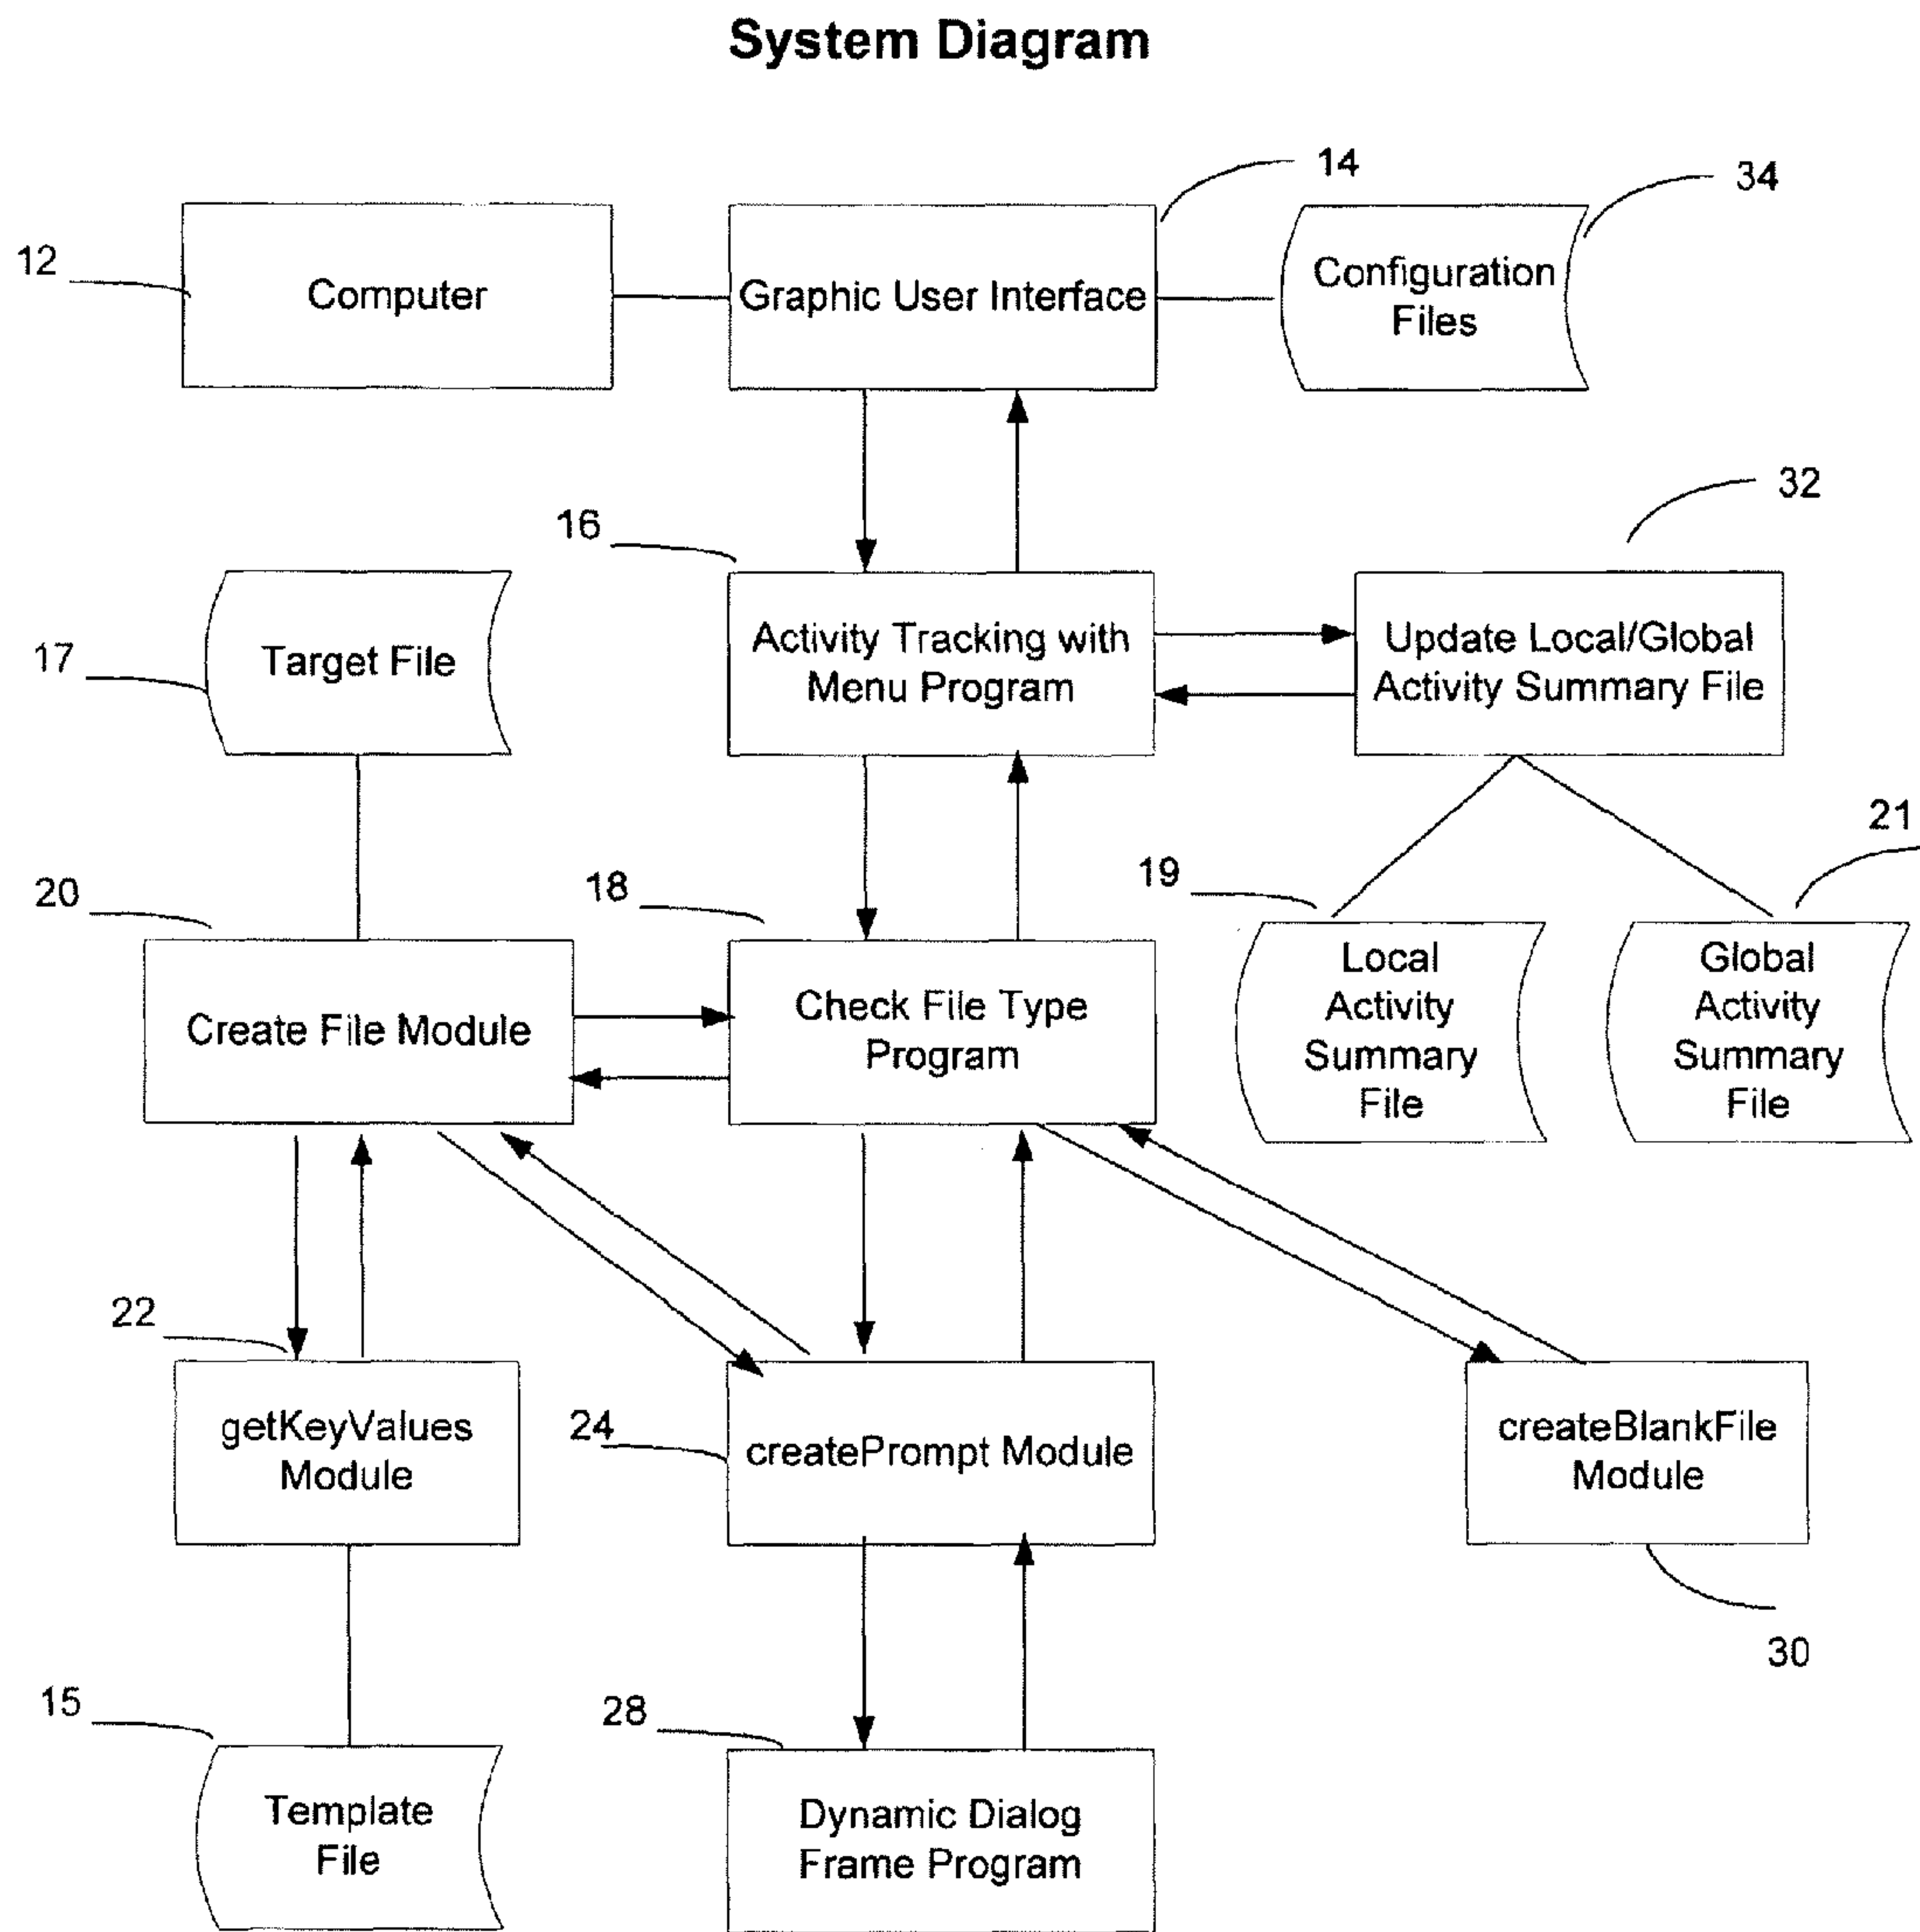 System Diagram
14
34
12
Computer
Graphic User Interface
Configuration
Files
32
16
17
Target File
Activity Tracking with
Menu Program
Update Local/Global
Activity Summary File
21
19
20
18
Create File Module
Check File Type
Program
Local
Activity
Summary
File
Global
Activity
Summary
File
22
24
getKeyValues
Module
createPrompt Module
createBlankFile
Module
30
15
28
Template
File
Dynamic Dialog
Frame Program